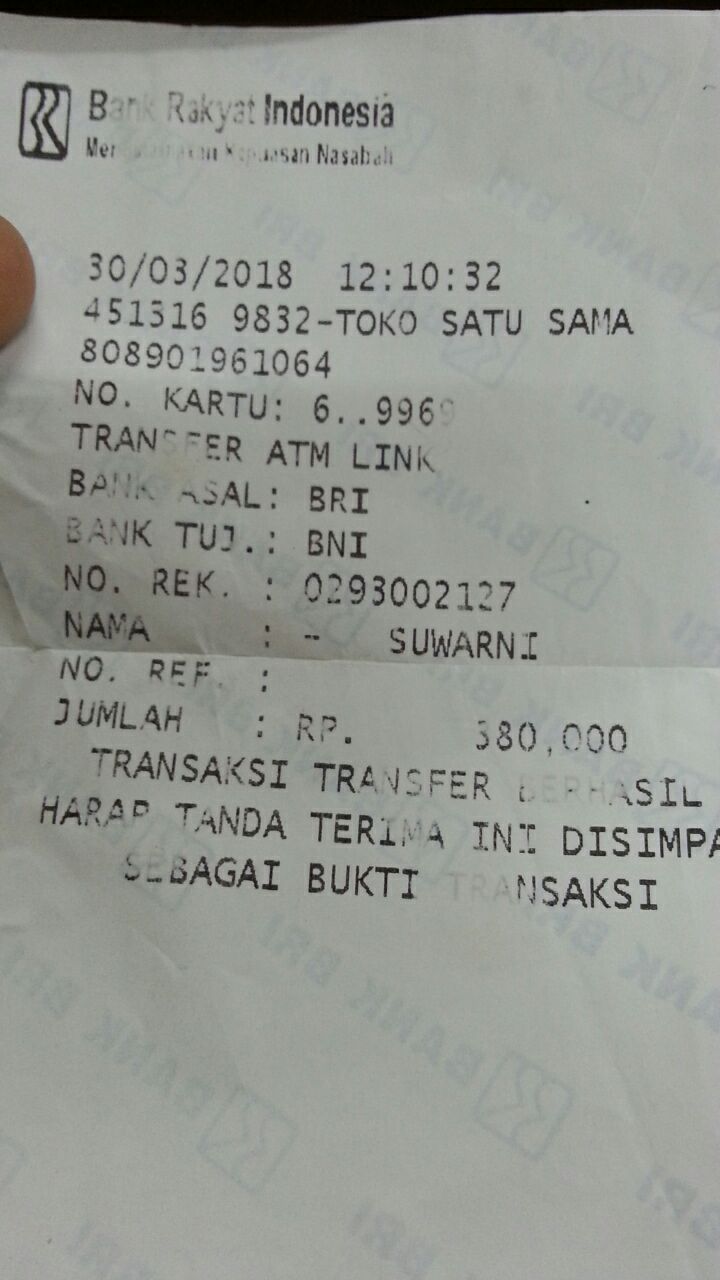 Bank Rakyat Indonesia
Mengutamakan Kepuasan Nasabah
30/03/2018 12:10:32
451316 9832-TOKO SATU SAMA
808901961064
NO. KARTU: 6..9969
TRANSFER ATM LINK
BANK ASAL: BRI
BANK TUJ.: BNI
NO. REK. : 0293002127
NAMA : - SUWARNI
NO. REF. :
JUMLAH : RP. 380,000
TRANSAKSI TRANSFER BERHASIL
HARAP TANDA TERIMA INI DISIMPA
SEBAGAI BUKTI TRANSAKSI